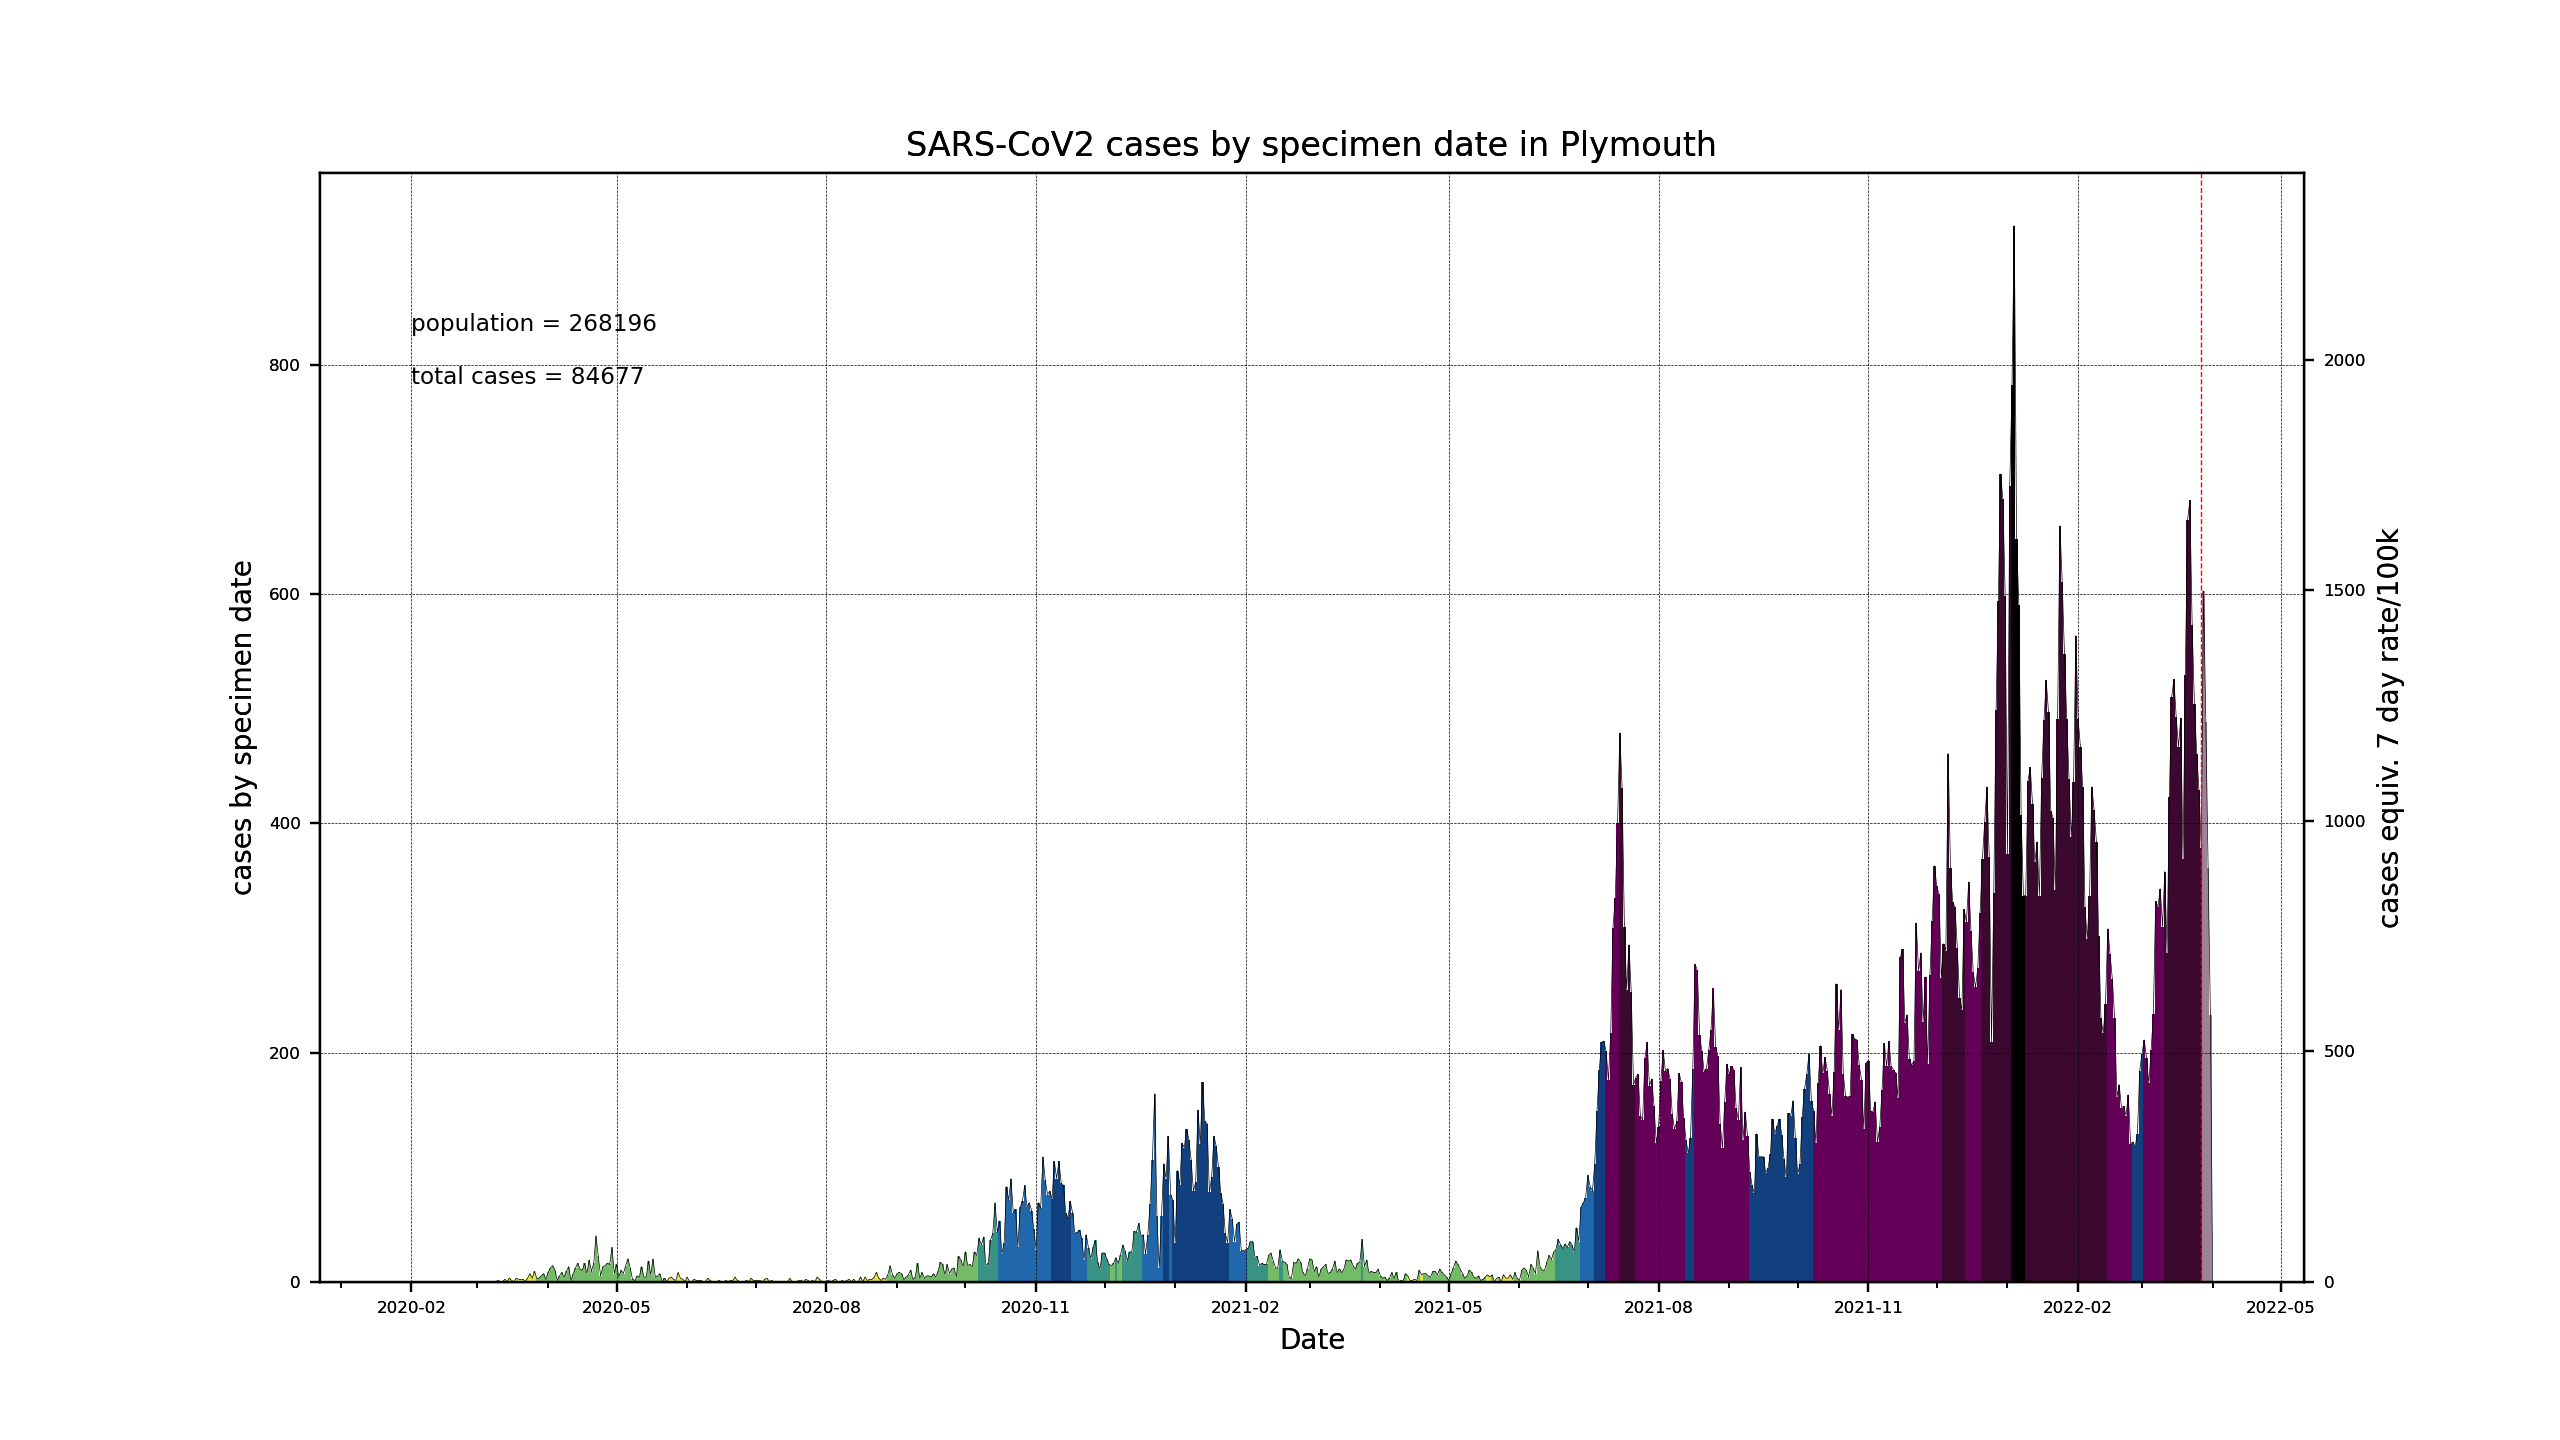 SARS-CoV2 cases by specimen date in Plymouth
population = 268196
total cases = 84677
cases by specimen date
800
600
400
200
0
2000
1500
1000
500
0
cases equiv. 7 day rate/100k
2020-02 2020-05 2020-08 2020-11 2021-02 2021-05 2021-08 2021-11 2022-02 2022-05
Date